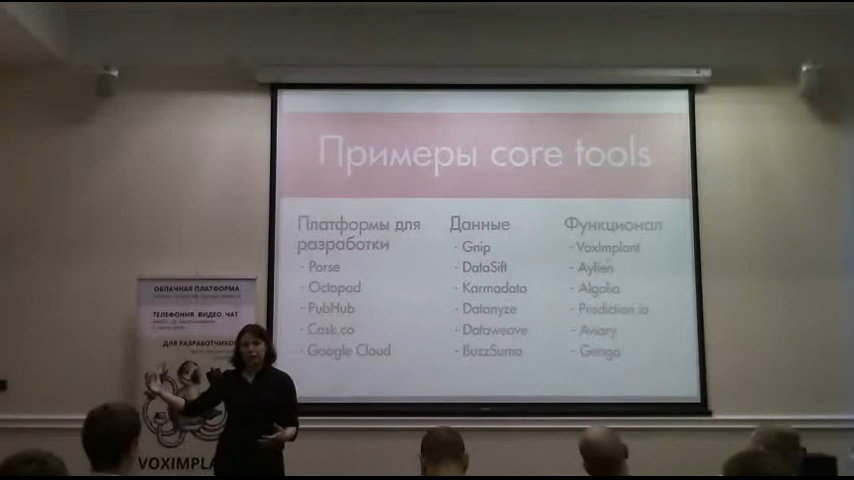 Примеры core tools
Платформы для
разработки
- Parse
- Octopod
- PubHub
- Cask.co
- Google Cloud
Данные
- Gnip
- DataSift
- Karmadata
- Datanyze
- Dataweave
- BuzzSumo
Функционал
- VoxImplant
- Aylien
- Algolia
- Prediction.io
- Aviary
- Gengo
ОБЛАЧНАЯ ПЛАТФОРМА
ТЕЛЕФОНИЯ, ВИДЕО, ЧАТ
ДЛЯ РАЗРАБОТЧИКОВ
VOXIMPLA